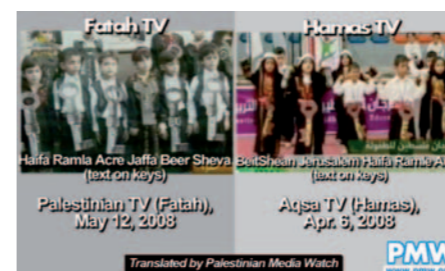 Fatah TV
Hamas TV
Haifa Ramla Acre Jaffa Beer Sheva
(text on keys)
BeitShean Jerusalem Haifa Ramle
(text on keys)
Palestinian TV (Fatah),
May 12, 2008
Aqsa TV (Hamas),
Apr. 6, 2008
Translated by Palestinian Media Watch
PMW